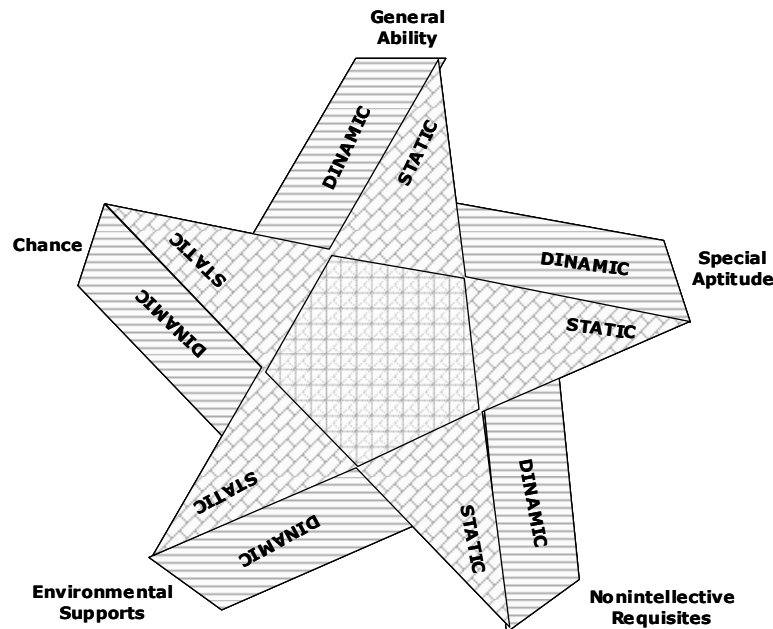 General
Ability
DINAMIC
STATIC
Chance
STATIC
DINAMIC
DINAMIC
STATIC
Special
Aptitude
STATIC
DINAMIC
Environmental
Supports
STATIC
DINAMIC
Nonintellective
Requisites